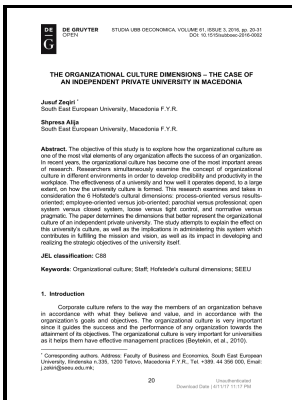 DE
G
DE GRUYTER
OPEN
STUDIA UBB OECONOMICA, VOLUME 61, ISSUE 3, 2016, pp. 20-31
DOI: 10.1515/subboec-2016-0002
THE ORGANIZATIONAL CULTURE DIMENSIONS – THE CASE OF
AN INDEPENDENT PRIVATE UNIVERSITY IN MACEDONIA
Jusuf Zeqiri *
South East European University, Macedonia F.Y.R.
Shpresa Alija
South East European University, Macedonia F.Y.R.
Abstract. The objective of this study is to explore how the organizational culture as
one of the most vital elements of any organization affects the success of an organization.
In recent years, the organizational culture has become one of the most important areas
of research. Researchers simultaneously examine the concept of organizational
culture in different environments in order to develop credibility and productivity in the
workplace. The effectiveness of a university and how well it operates depend, to a large
extent, on how the university culture is formed. This research examines and takes in
consideration the 6 Hofstede's cultural dimensions: process-oriented versus results-
oriented; employee-oriented versus job-oriented; parochial versus professional; open
system versus closed system, loose versus tight control, and normative versus
pragmatic. The paper determines the dimensions that better represent the organizational
culture of an independent private university. The study attempts to explain the effect on
this university's culture, as well as the implications in administering this system which
contributes in fulfilling the mission and vision, as well as its impact in developing and
realizing the strategic objectives of the university itself.
JEL classification: C88
Keywords: Organizational culture; Staff; Hofstede's cultural dimensions; SEEU
1. Introduction
Corporate culture refers to the way the members of an organization behave
in accordance with what they believe and value, and in accordance with the
organization's goals and objectives. The organizational culture is very important
since it guides the success and the performance of any organization towards the
attainment of its objectives. The organizational culture is very important for universities
as it helps them have effective management practices (Beytekin, et al., 2010).
* Corresponding authors. Address: Faculty of Business and Economics, South East European
University, Ilindenska n.335, 1200 Tetovo, Macedonia F.Y.R., Tel. +389. 44 356 000, Email:
j.zekiri@seeu.edu.mk;
20
Unauthenticated
Download Date | 4/11/17 11:17 PM